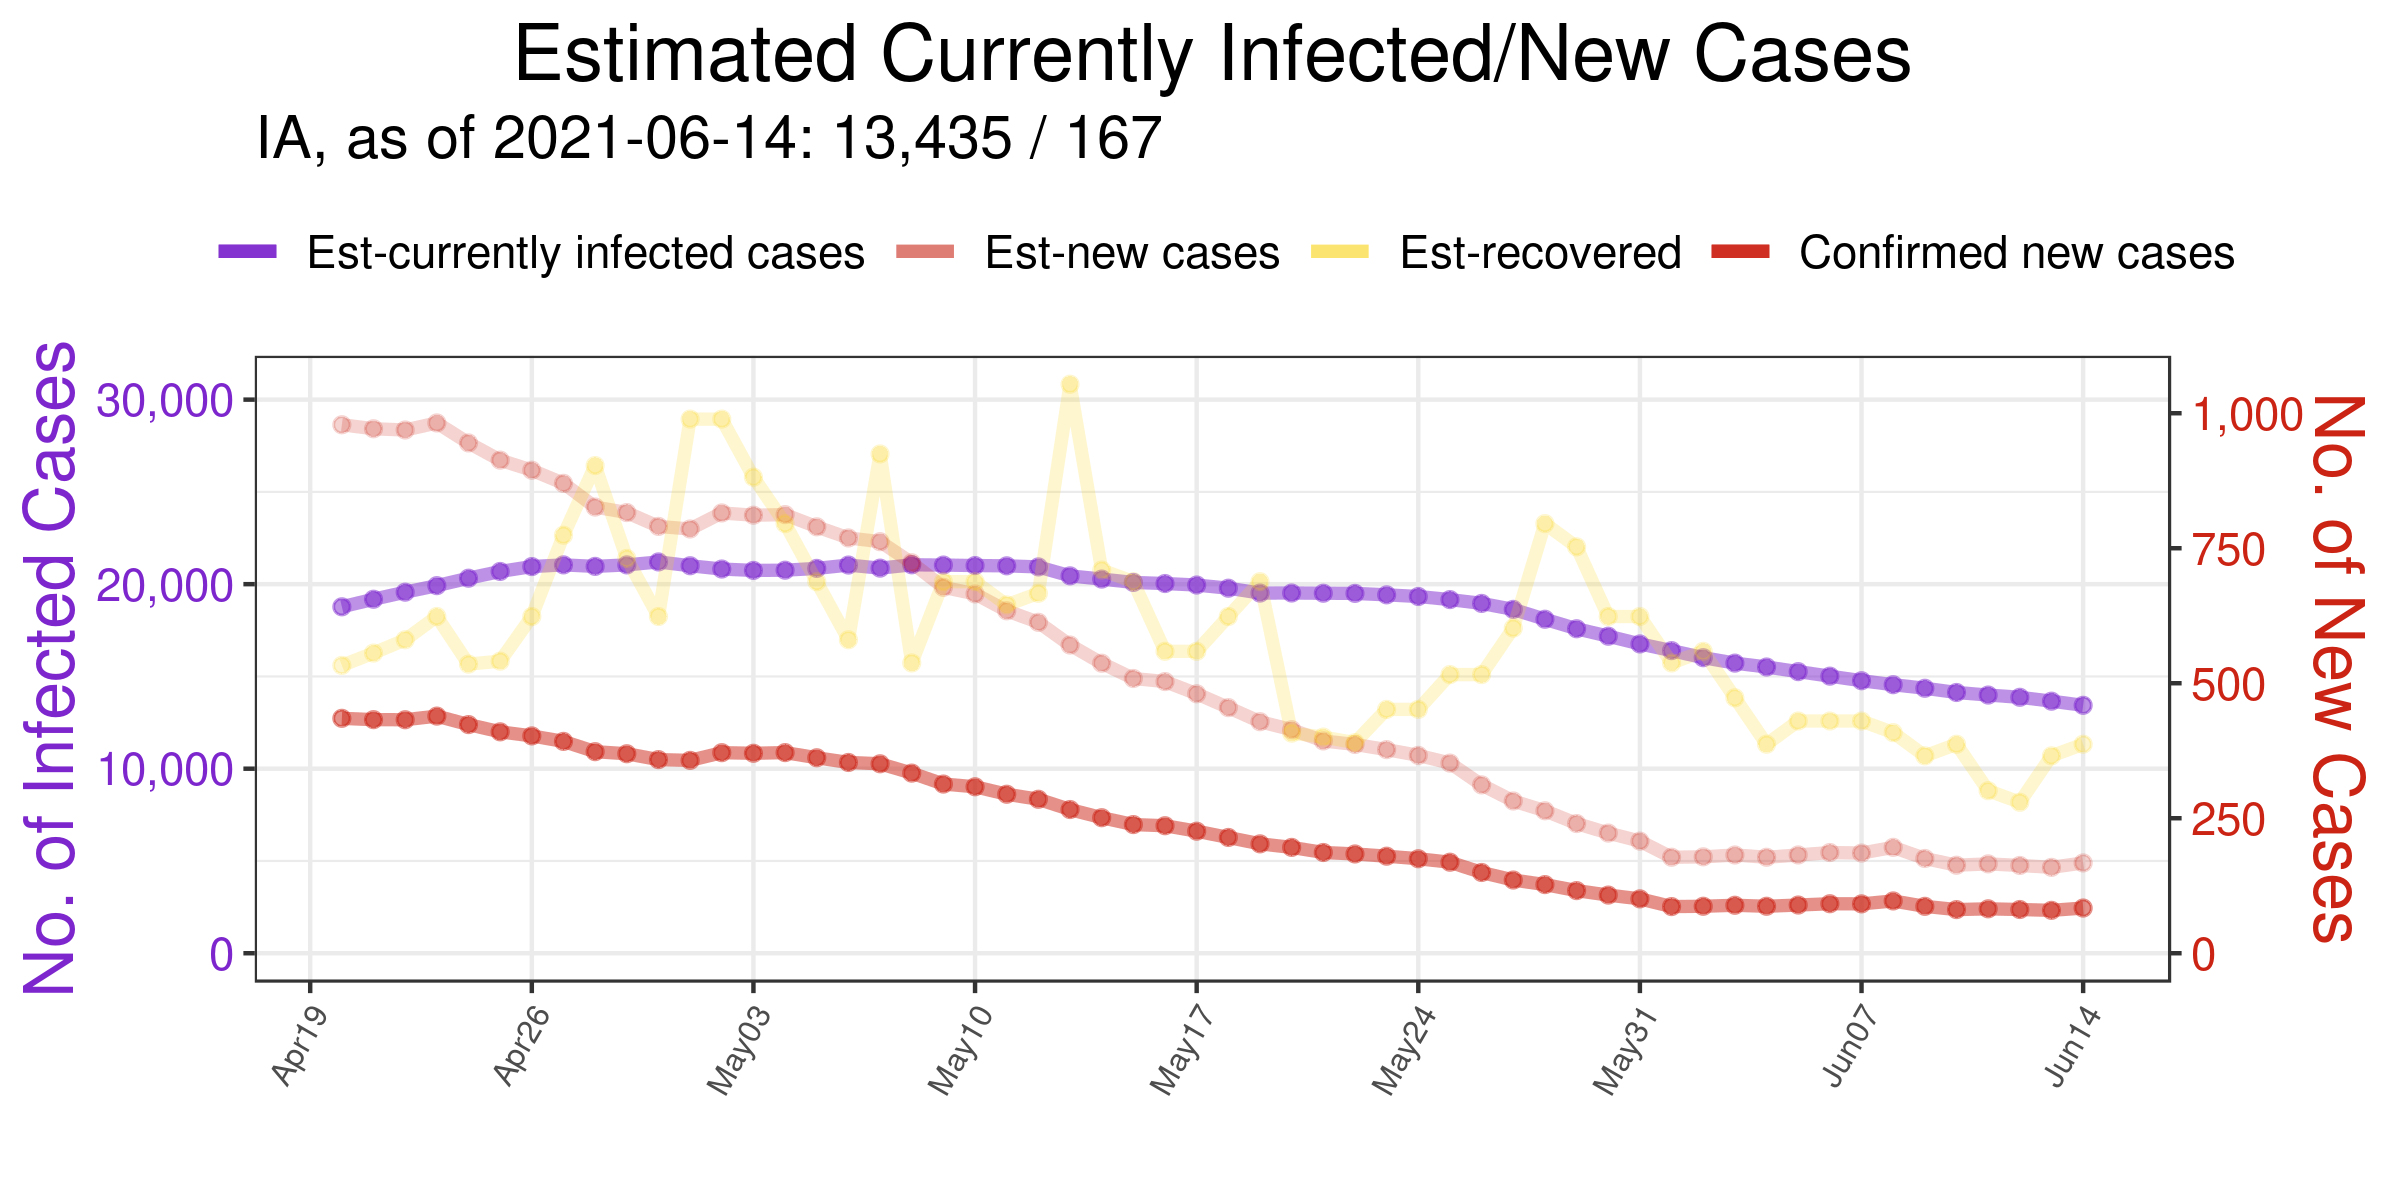 Estimated Currently Infected/New Cases
IA, as of 2021-06-14: 13,435 / 167
Est-currently infected cases Est-new cases Est-recovered Confirmed new cases
No. of Infected Cases
30,000
20,000
10,000
0
1,000
750
500
250
0
No. of New Cases
Apr19 Apr26 May03 May10 May17 May24 May31 Jun07 Jun14